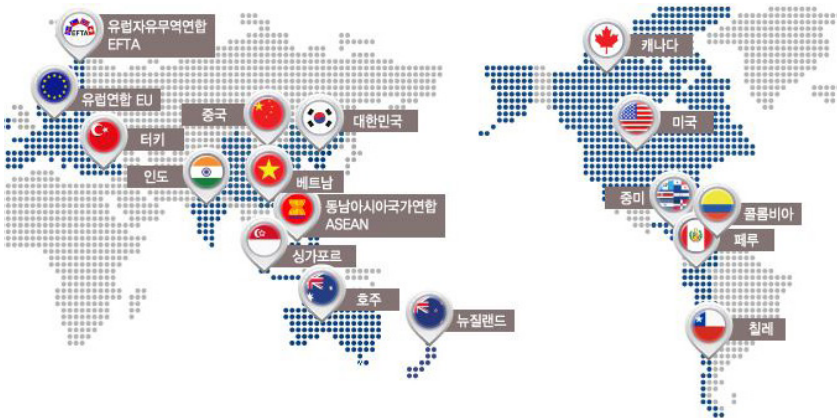 EFTA
유럽자유무역연합
EFTA
유럽연합 EU
터키
중국
대한민국
인도
베트남
동남아시아국가연합
ASEAN
싱가포르
호주
뉴질랜드
캐나다
미국
중미
콜롬비아
페루
칠레